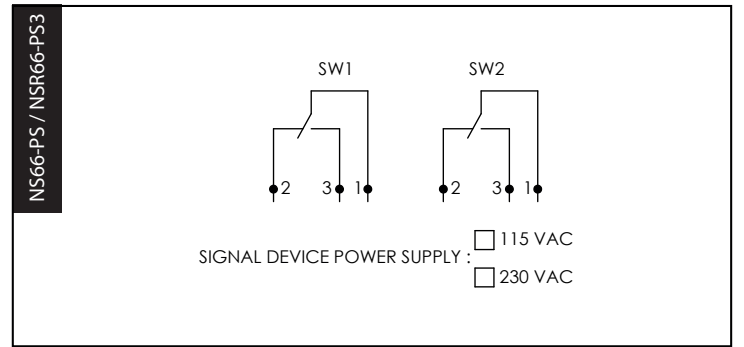 NS66-PS / NSR66-PS3
SW1 SW2
2 3 1 2 3 1
SIGNAL DEVICE POWER SUPPLY :
115 VAC
230 VAC